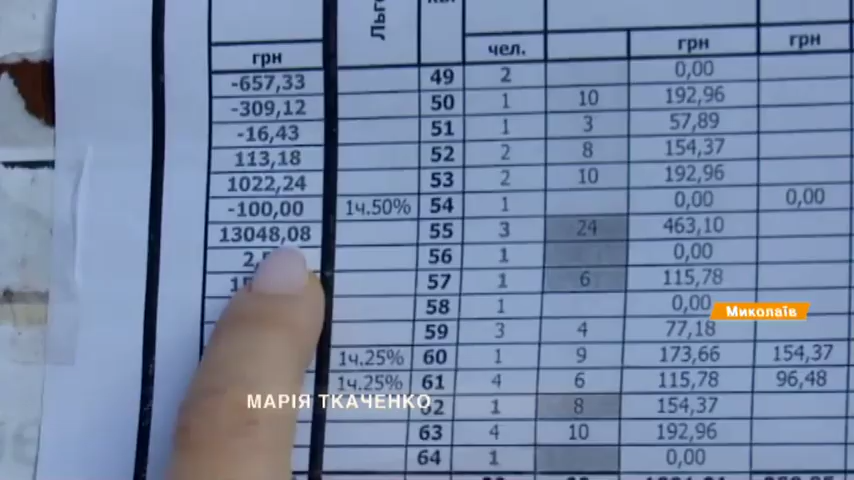 Льго
чел. грн грн
грн
-657,33 49 2 0,00
-309,12 50 1 10 192,96
-16,43 51 1 3 57,89
113,18 52 2 8 154,37
1022,24 53 2 10 192,96
-100,00 1ч.50% 54 1 0,00 0,00
13048,08 55 3 24 463,10
56 1 0,00
57 1 6 115,78
58 1 0,00
Миколаїв
59 3 4 77,18
1ч.25% 60 1 9 173,66 154,37
1ч.25% 61 4 6 115,78 96,48
МАРІЯ ТКАЧЕНКО
62 1 8 154,37
63 4 10 192,96
64 1 0,00